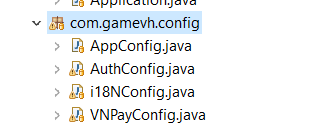 Application.java
com.gamevh.config
AppConfig.java
AuthConfig.java
i18NConfig.java
VNPayConfig.java